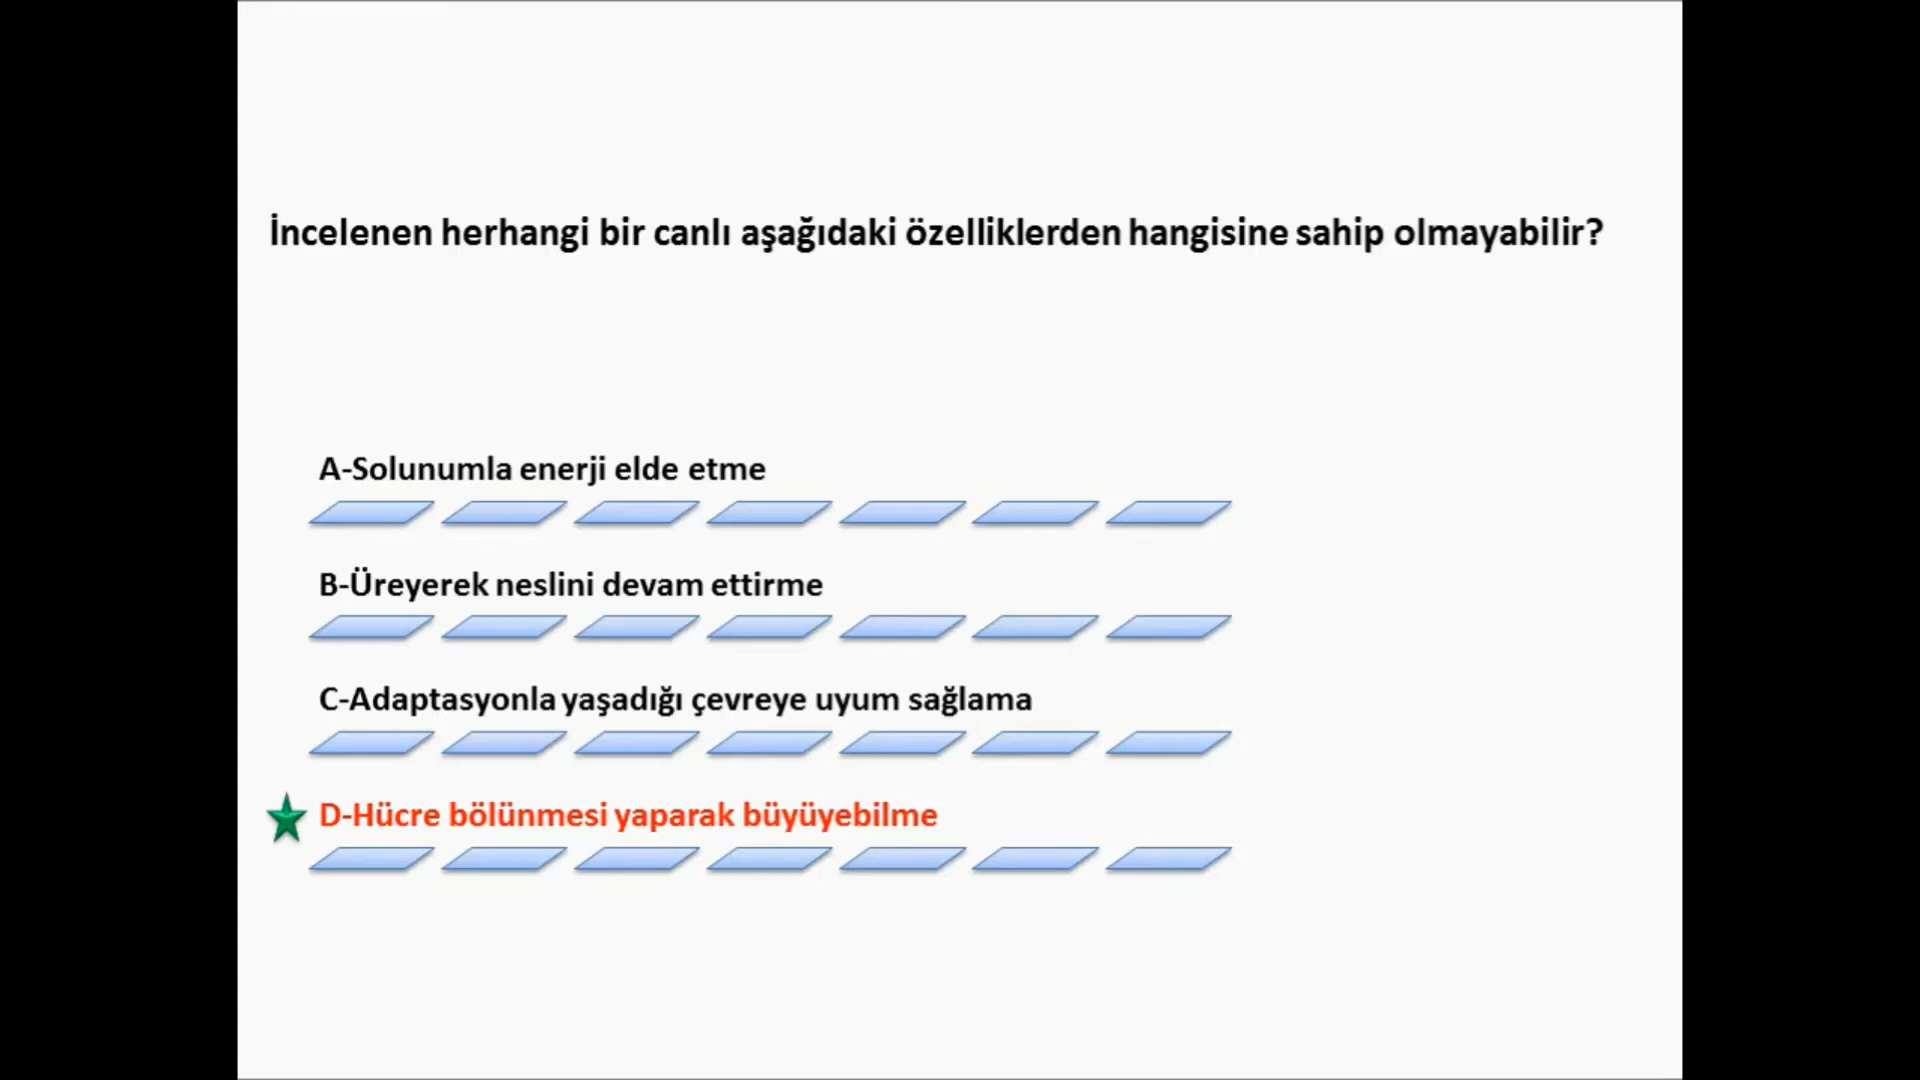 İncelenen herhangi bir canlı aşağıdaki özelliklerden hangisine sahip olmayabilir?
A-Solunumla enerji elde etme
B-Üreyerek neslini devam ettirme
C-Adaptasyonla yaşadığı çevreye uyum sağlama
D-Hücre bölünmesi yaparak büyüyebilme